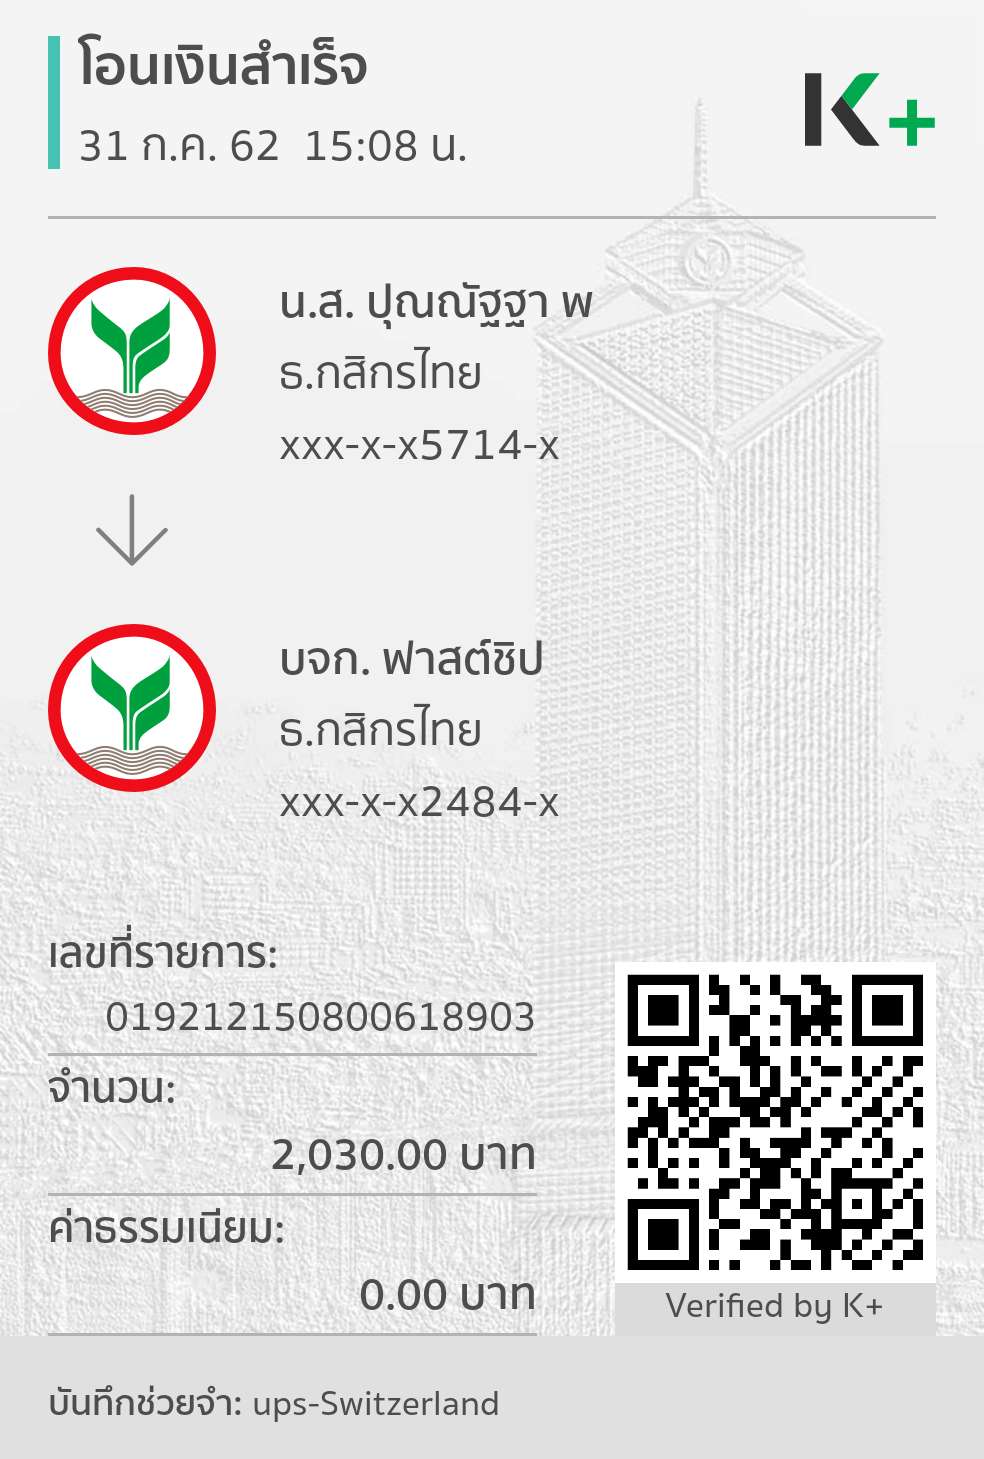 โอนเงินสำเร็จ
31 ก.ค. 62 15:08 น.
K+
น.ส. ปุณณัฐฐา พ
ธ.กสิกรไทย
xxx-x-x5714-x
บจก. ฟาสต์ชิป
ธ.กสิกรไทย
xxx-x-x2484-x
เลขที่รายการ:
019212150800618903
จำนวน:
2,030.00 บาท
ค่าธรรมเนียม:
0.00 บาท
Verified by K+
บันทึกช่วยจำ: ups-Switzerland